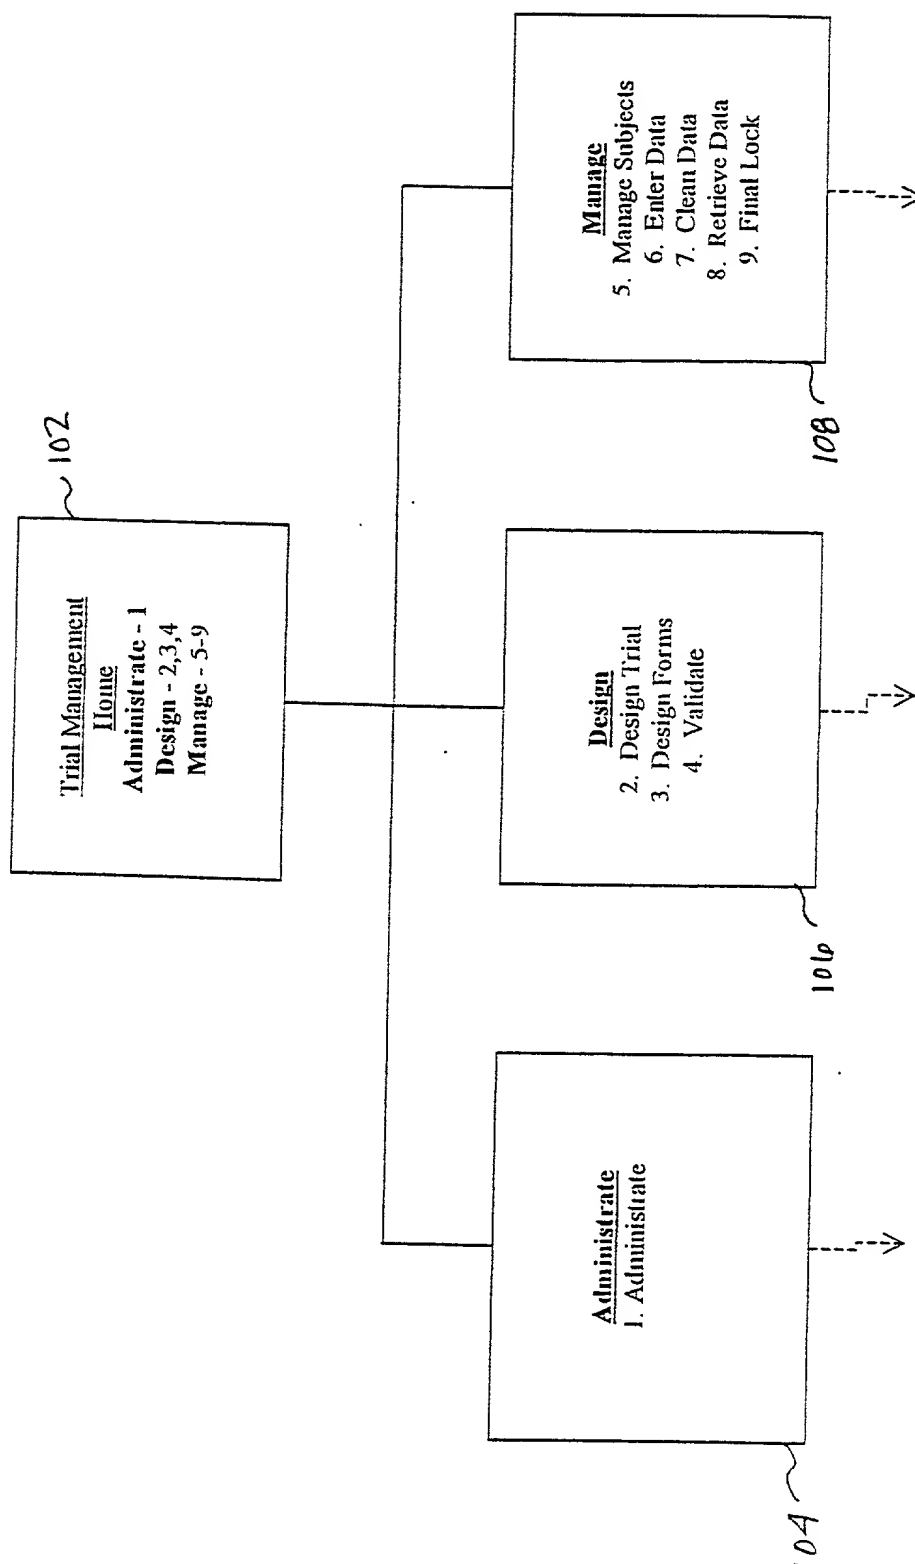 102
Trial Management
Home
Administrate - 1
Design - 2,3,4
Manage - 5-9
Administrate
1. Administrate
04
Design
2. Design Trial
3. Design Forms
4. Validate
106
Manage
5. Manage Subjects
6. Enter Data
7. Clean Data
8. Retrieve Data
9. Final Lock
108